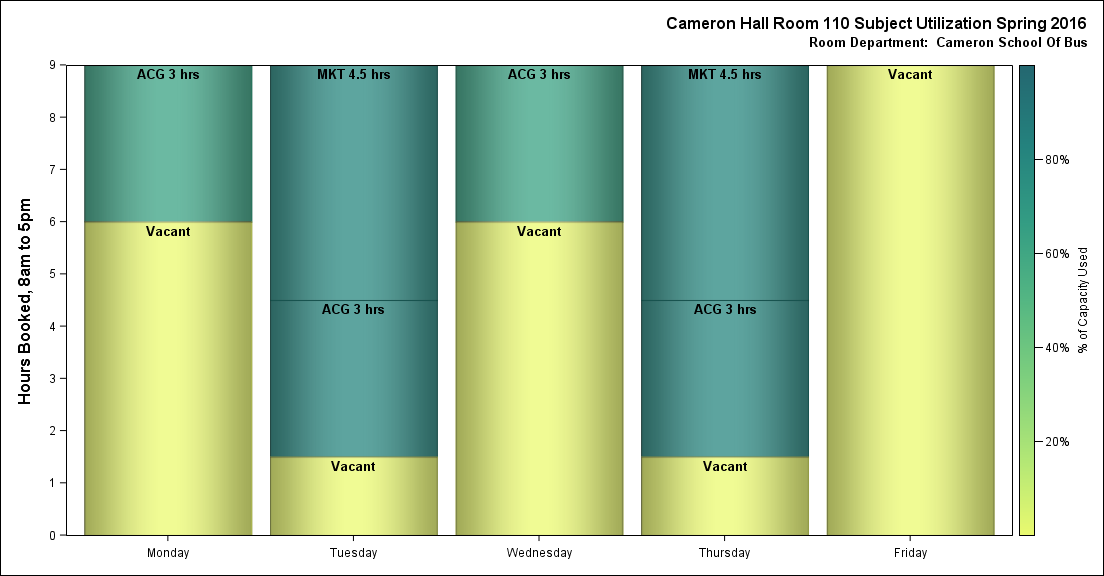 Cameron Hall Room 110 Subject Utilization Spring 2016
Room Department:  Cameron School Of Bus
Hours Booked, 8am to 5pm
9
8
7
6
5
4
3
2
1
0
ACG 3 hrs
Vacant
MKT 4.5 hrs
ACG 3 hrs
Vacant
ACG 3 hrs
Vacant
MKT 4.5 hrs
ACG 3 hrs
Vacant
Vacant
Monday
Tuesday
Wednesday
Thursday
Friday
80%
60%
40%
20%
% of Capacity Used